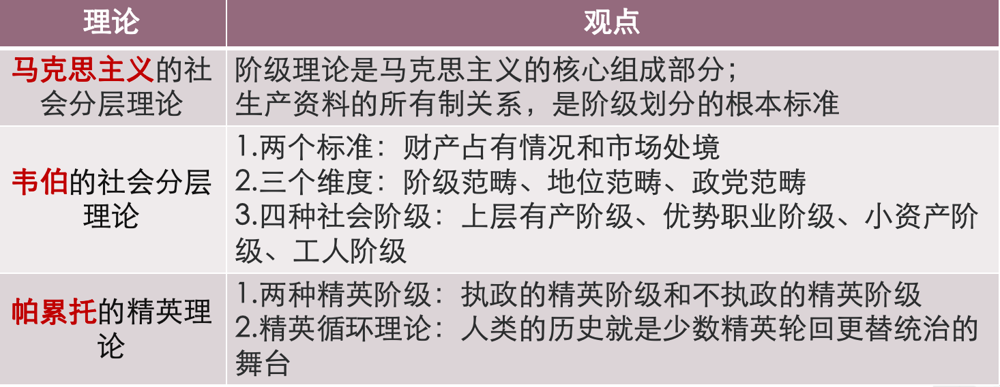 理论
观点
马克思主义的社
会分层理论
阶级理论是马克思主义的核心组成部分；
生产资料的所有制关系，是阶级划分的根本标准
韦伯的社会分层
理论
1.两个标准：财产占有情况和市场处境
2.三个维度：阶级范畴、地位范畴、政党范畴
3.四种社会阶级：上层有产阶级、优势职业阶级、小资产阶
级、工人阶级
帕累托的精英理
论
1.两种精英阶级：执政的精英阶级和不执政的精英阶级
2.精英循环理论：人类的历史就是少数精英轮回更替统治的
舞台